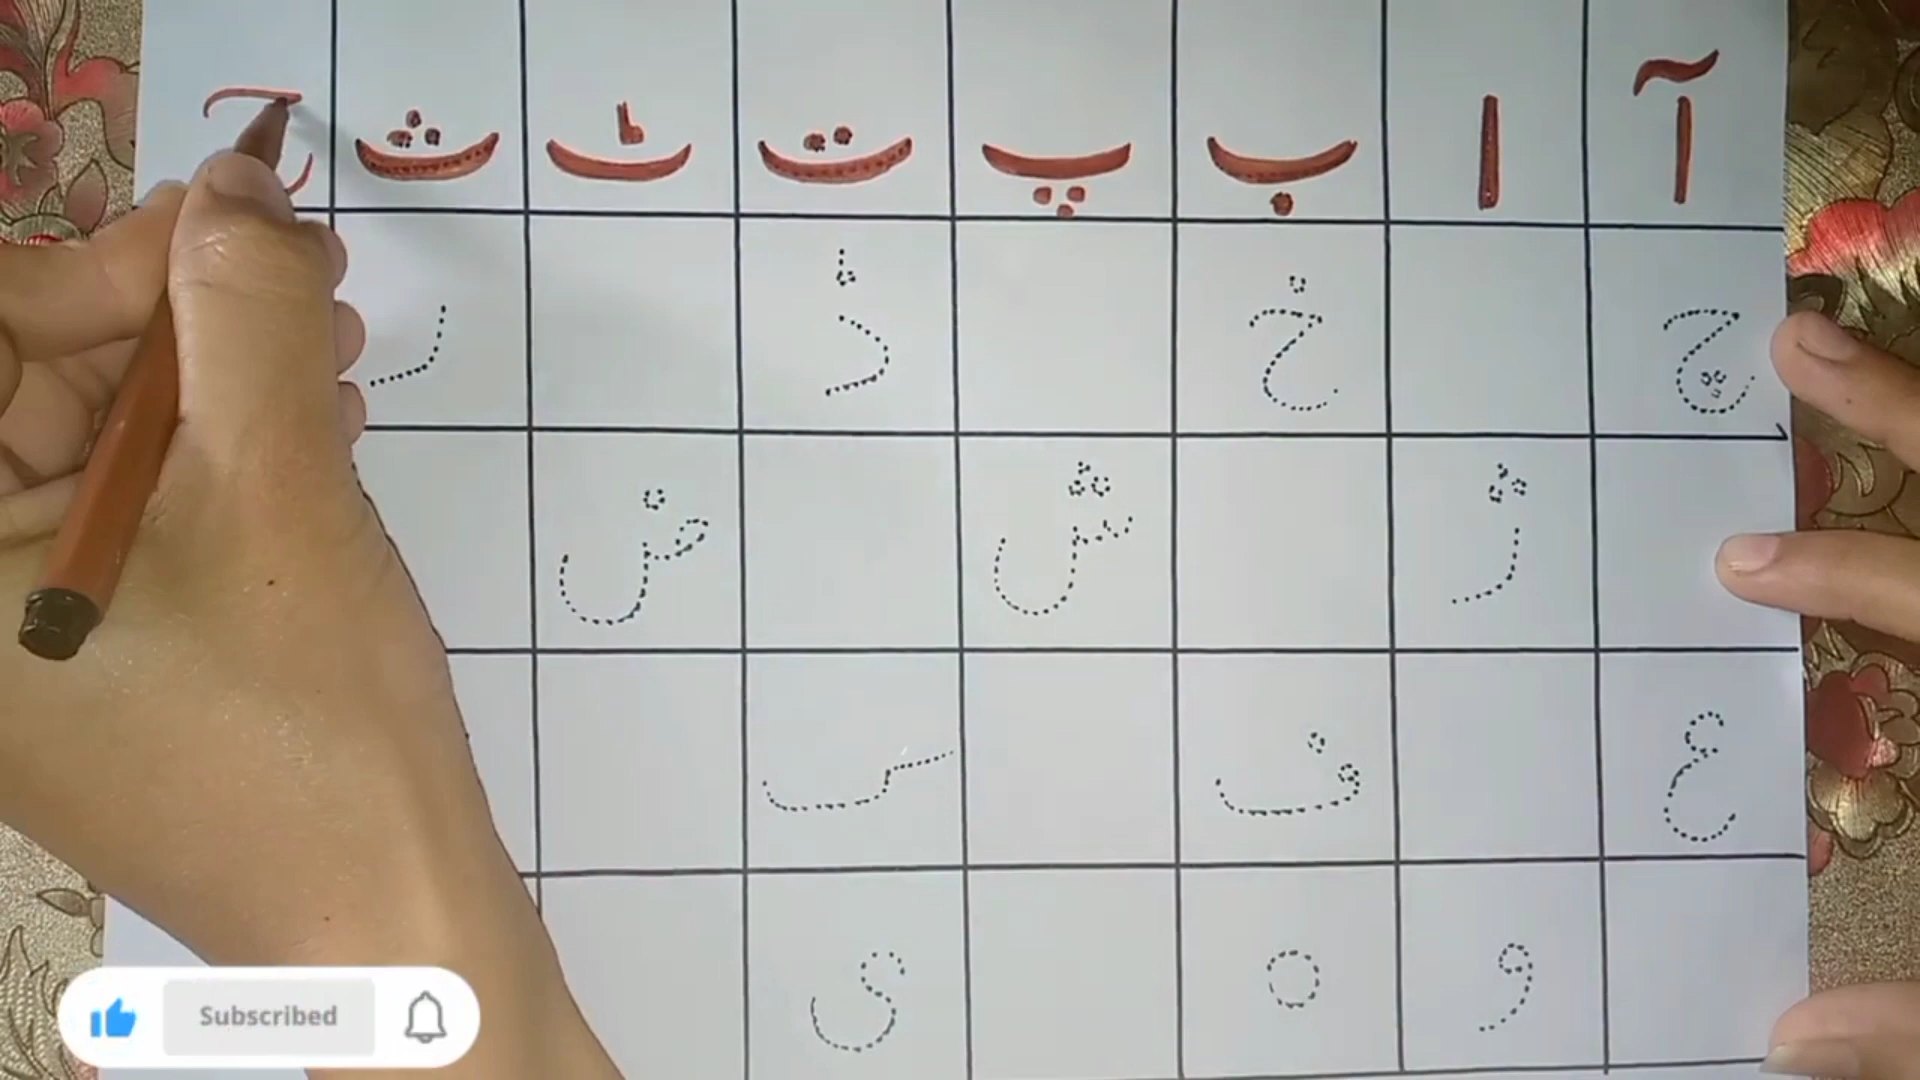 آ ا ب پ ت ٹ ث
چ خ ڈ ر
ژ ش ض
ع ف
و ه ی
Subscribed